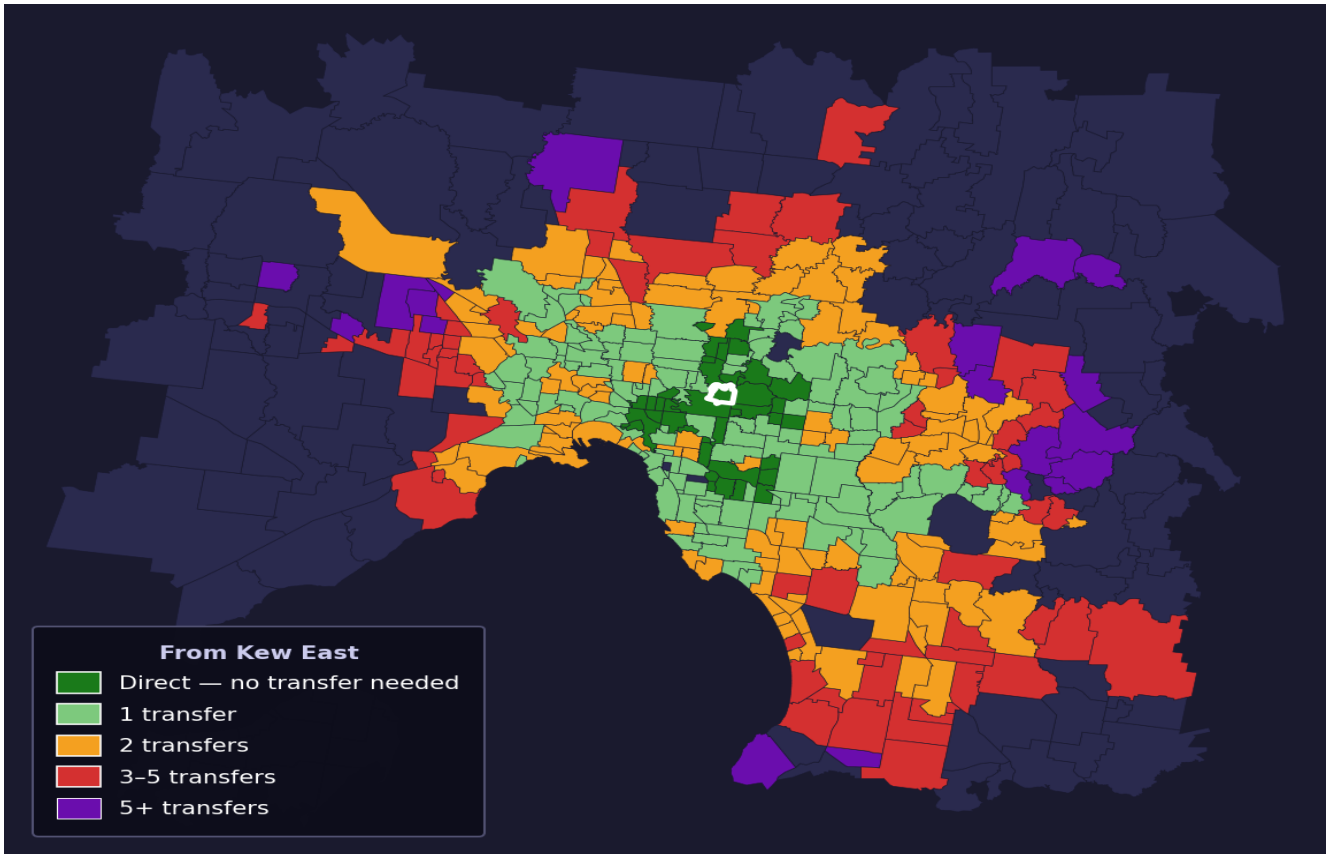 From Kew East
Direct — no transfer needed
1 transfer
2 transfers
3–5 transfers
5+ transfers